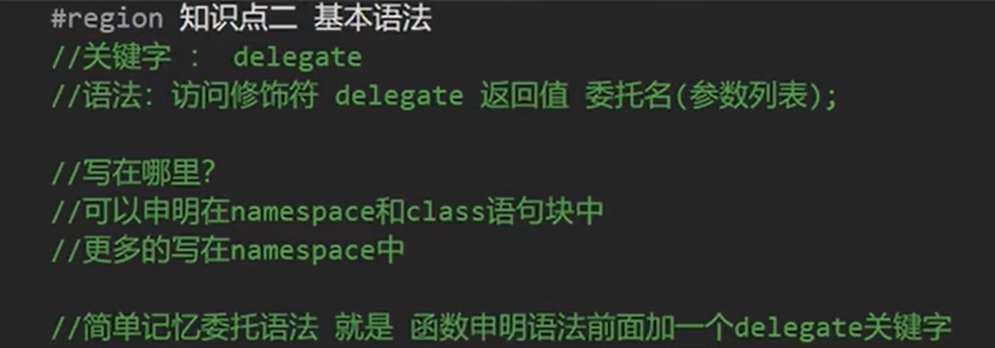 #region 知识点二 基本语法
//关键字 ： delegate
//语法：访问修饰符 delegate 返回值 委托名(参数列表);
//写在哪里？
//可以申明在namespace和class语句块中
//更多的写在namespace中
//简单记忆委托语法 就是 函数申明语法前面加一个delegate关键字